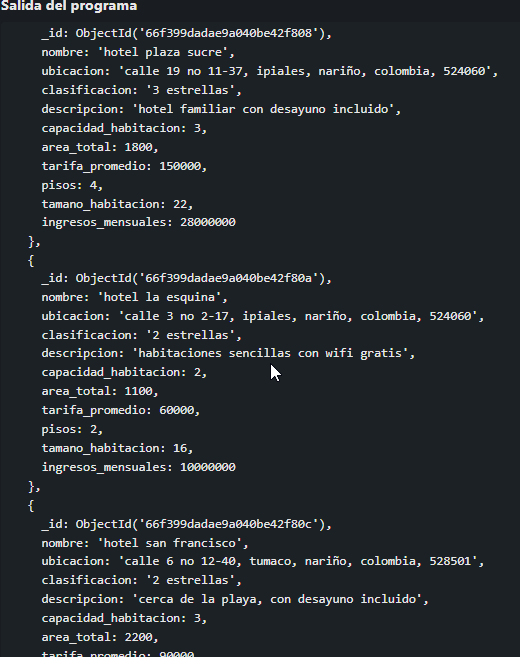 Salida del programa
_id: ObjectId('66f399dadae9a040be42f808'),
nombre: 'hotel plaza sucre',
ubicacion: 'calle 19 no 11-37, ipiales, nariño, colombia, 524060',
clasificacion: '3 estrellas',
descripcion: 'hotel familiar con desayuno incluido',
capacidad_habitacion: 3,
area_total: 1800,
tarifa_promedio: 150000,
pisos: 4,
tamano_habitacion: 22,
ingresos_mensuales: 28000000
},
{
_id: ObjectId('66f399dadae9a040be42f80a'),
nombre: 'hotel la esquina',
ubicacion: 'calle 3 no 2-17, ipiales, nariño, colombia, 524060',
clasificacion: '2 estrellas',
descripcion: 'habitaciones sencillas con wifi gratis',
capacidad_habitacion: 2,
area_total: 1100,
tarifa_promedio: 60000,
pisos: 2,
tamano_habitacion: 16,
ingresos_mensuales: 10000000
},
{
_id: ObjectId('66f399dadae9a040be42f80c'),
nombre: 'hotel san francisco',
ubicacion: 'calle 6 no 12-40, tumaco, nariño, colombia, 528501',
clasificacion: '2 estrellas',
descripcion: 'cerca de la playa, con desayuno incluido',
capacidad_habitacion: 3,
area_total: 2200,
tarifa_promedio: 90000